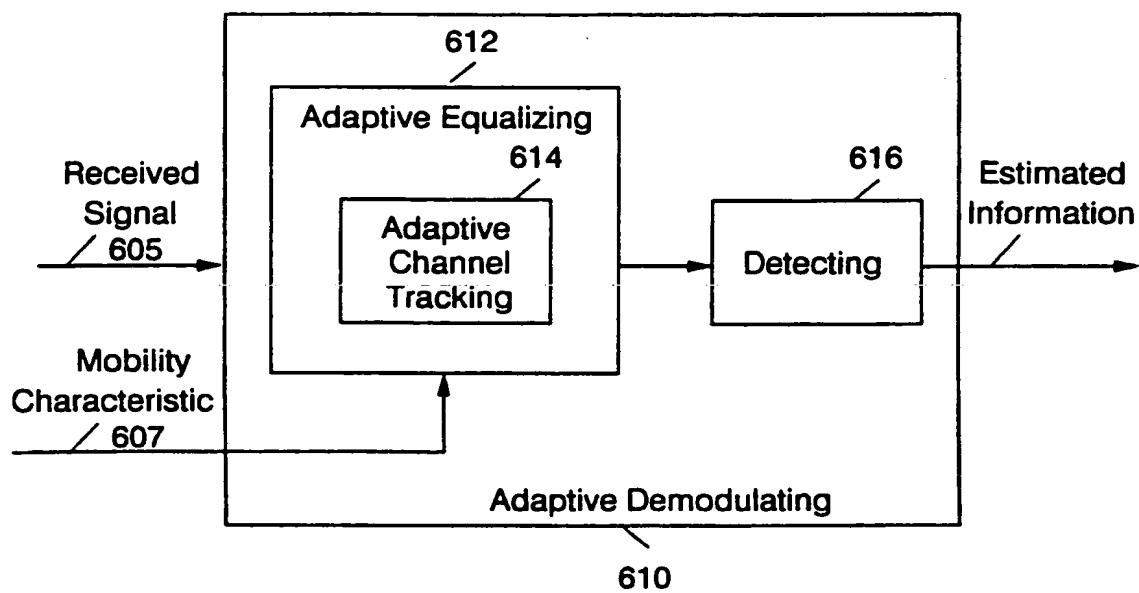 612
Adaptive Equalizing
614
Adaptive
Channel
Tracking
616
Detecting
Received
Signal
605
Estimated
Information
Mobility
Characteristic
607
Adaptive Demodulating
610